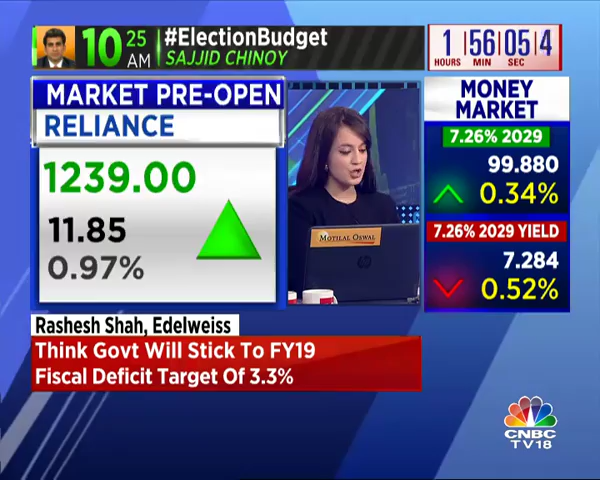 10 25 AM
#ElectionBudget
SAJJID CHINOY
1 56 05 4
HOURS MIN SEC
MARKET PRE-OPEN
RELIANCE
1239.00
11.85
0.97%
MOTILAL OSWAL
hp
MONEY
MARKET
7.26% 2029
99.880
0.34%
7.26% 2029 YIELD
7.284
0.52%
Rashesh Shah, Edelweiss
Think Govt Will Stick To FY19
Fiscal Deficit Target Of 3.3%
CNBC
TV18